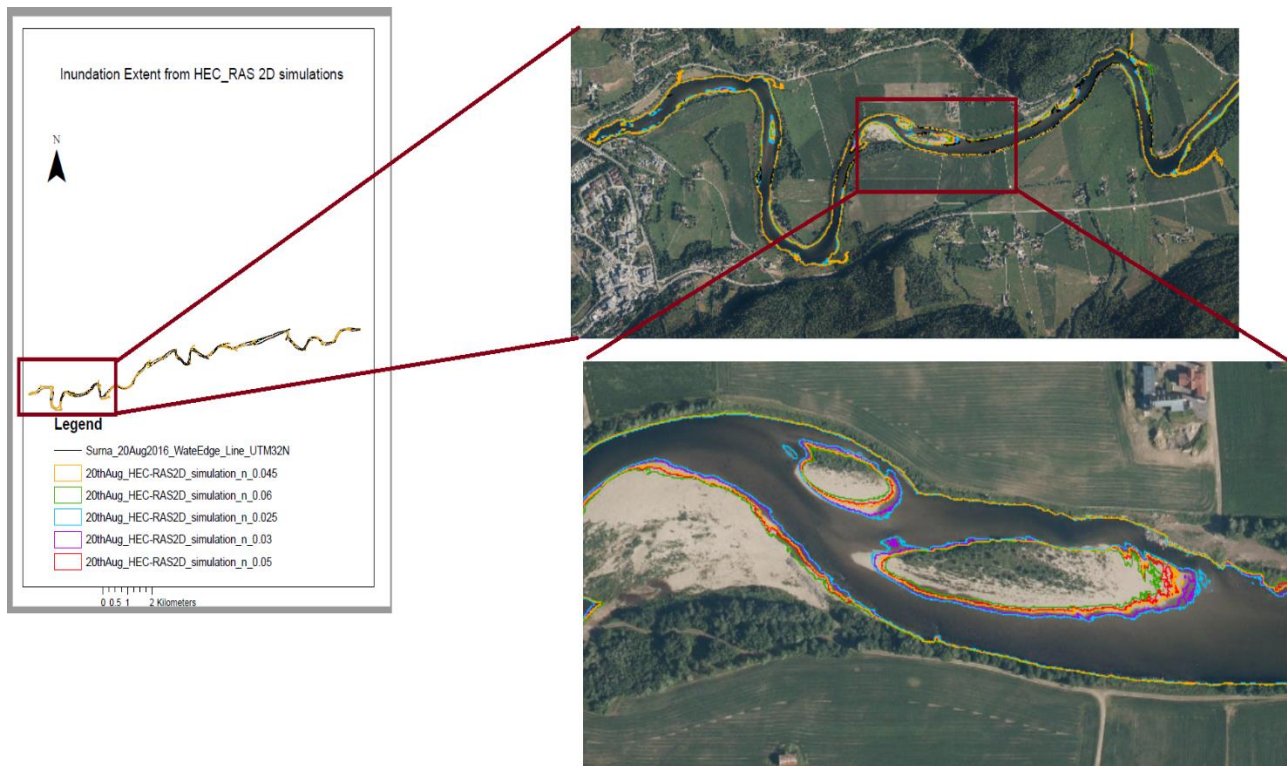 Inundation Extent from HEC_RAS 2D simulations
N
Legend
Surna_20Aug2016_WateEdge_Line_UTM32N
20thAug_HEC-RAS2D_simulation_n_0.045
20thAug_HEC-RAS2D_simulation_n_0.06
20thAug_HEC-RAS2D_simulation_n_0.025
20thAug_HEC-RAS2D_simulation_n_0.03
20thAug_HEC-RAS2D_simulation_n_0.05
0 0.5 1 2 Kilometers